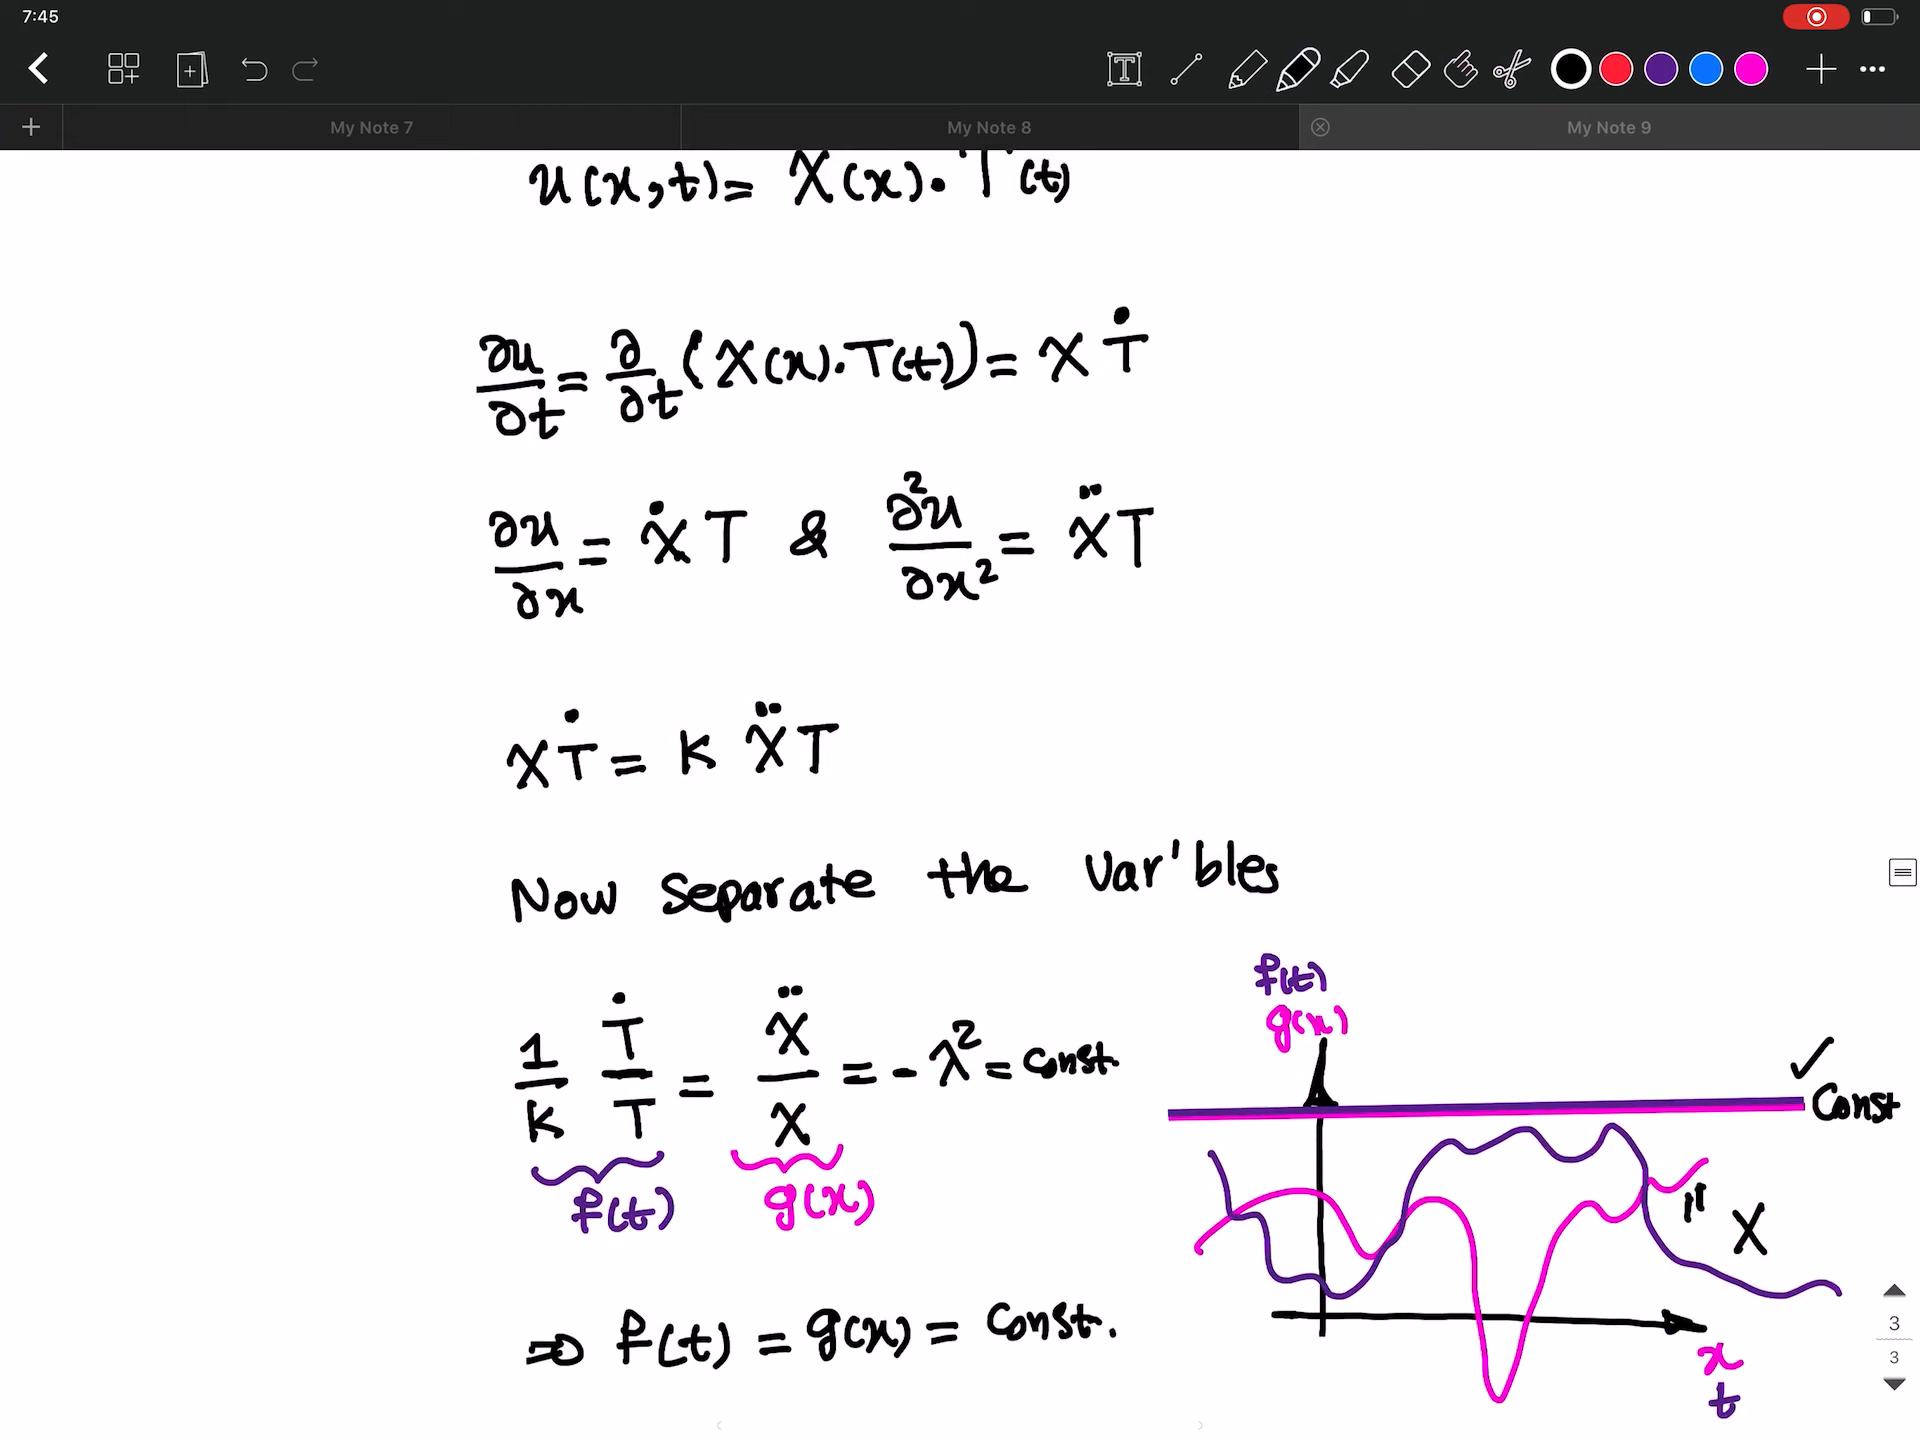 7:45
My Note 7
My Note 8
My Note 9
u(x,t) = X(x)·T(t)
∂u/∂t = ∂/∂t (X(x)·T(t)) = X Ṫ
∂u/∂x = Ẋ T & ∂²u/∂x² = Ẍ T
X Ṫ = K Ẍ T
Now Separate the Var'bles
1/K Ṫ/T = Ẍ/X = -λ² = Const.
f(t) g(x)
⇒ f(t) = g(x) = Const.
f(t)
g(x)
✓
Const
X
x
t
3
3